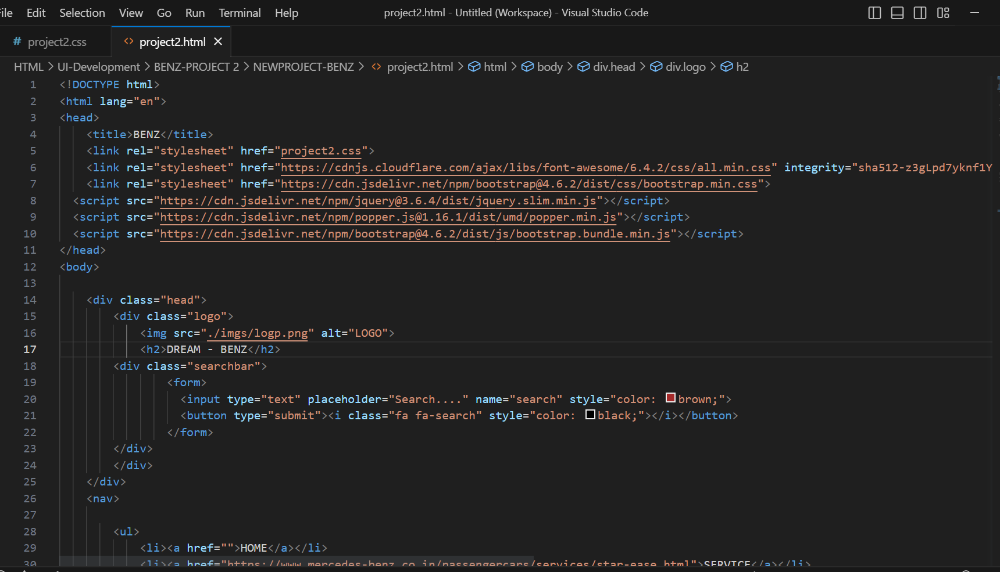 File Edit Selection View Go Run Terminal Help project2.html - Untitled (Workspace) - Visual Studio Code
# project2.css <> project2.html ×
HTML > UI-Development > BENZ-PROJECT 2 > NEWPROJECT-BENZ > <> project2.html > html > body > div.head > div.logo > h2
1 <!DOCTYPE html>
2 <html lang="en">
3 <head>
4 <title>BENZ</title>
5 <link rel="stylesheet" href="project2.css">
6 <link rel="stylesheet" href="https://cdnjs.cloudflare.com/ajax/libs/font-awesome/6.4.2/css/all.min.css" integrity="sha512-z3gLpd7yknf1Y
7 <link rel="stylesheet" href="https://cdn.jsdelivr.net/npm/bootstrap@4.6.2/dist/css/bootstrap.min.css">
8 <script src="https://cdn.jsdelivr.net/npm/jquery@3.6.4/dist/jquery.slim.min.js"></script>
9 <script src="https://cdn.jsdelivr.net/npm/popper.js@1.16.1/dist/umd/popper.min.js"></script>
10 <script src="https://cdn.jsdelivr.net/npm/bootstrap@4.6.2/dist/js/bootstrap.bundle.min.js"></script>
11 </head>
12 <body>
13
14 <div class="head">
15 <div class="logo">
16 <img src="./imgs/logp.png" alt="LOGO">
17 <h2>DREAM - BENZ</h2>
18 <div class="searchbar">
19 <form>
20 <input type="text" placeholder="Search...." name="search" style="color: brown;">
21 <button type="submit"><i class="fa fa-search" style="color: black;"></i></button>
22 </form>
23 </div>
24 </div>
25 </div>
26 <nav>
27
28 <ul>
29 <li><a href="">HOME</a></li>
30 <li><a href="https://www.mercedes-benz.co.in/passengercars/services/star-ease.html">SERVICE</a></li>